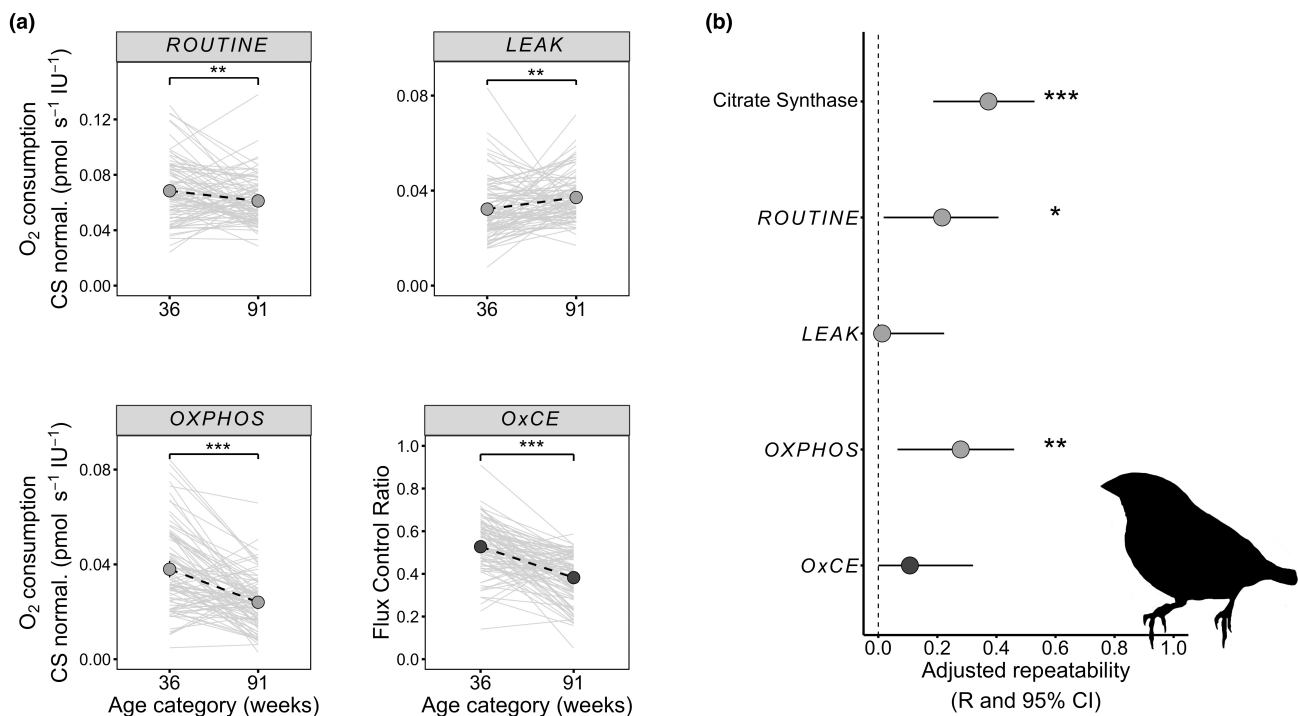 (a)
ROUTINE
**
O₂ consumption
CS normal. (pmol s⁻¹ IU⁻¹)
0.12
0.08
0.04
0.00
36 91
LEAK
**
0.08
0.04
0.00
36 91
OXPHOS
***
O₂ consumption
CS normal. (pmol s⁻¹ IU⁻¹)
0.08
0.04
0.00
36 91
Age category (weeks)
OxCE
***
Flux Control Ratio
1.0
0.8
0.6
0.4
0.2
0.0
36 91
Age category (weeks)
(b)
Citrate Synthase ***
ROUTINE *
LEAK
OXPHOS **
OxCE
0.0 0.2 0.4 0.6 0.8 1.0
Adjusted repeatability
(R and 95% CI)